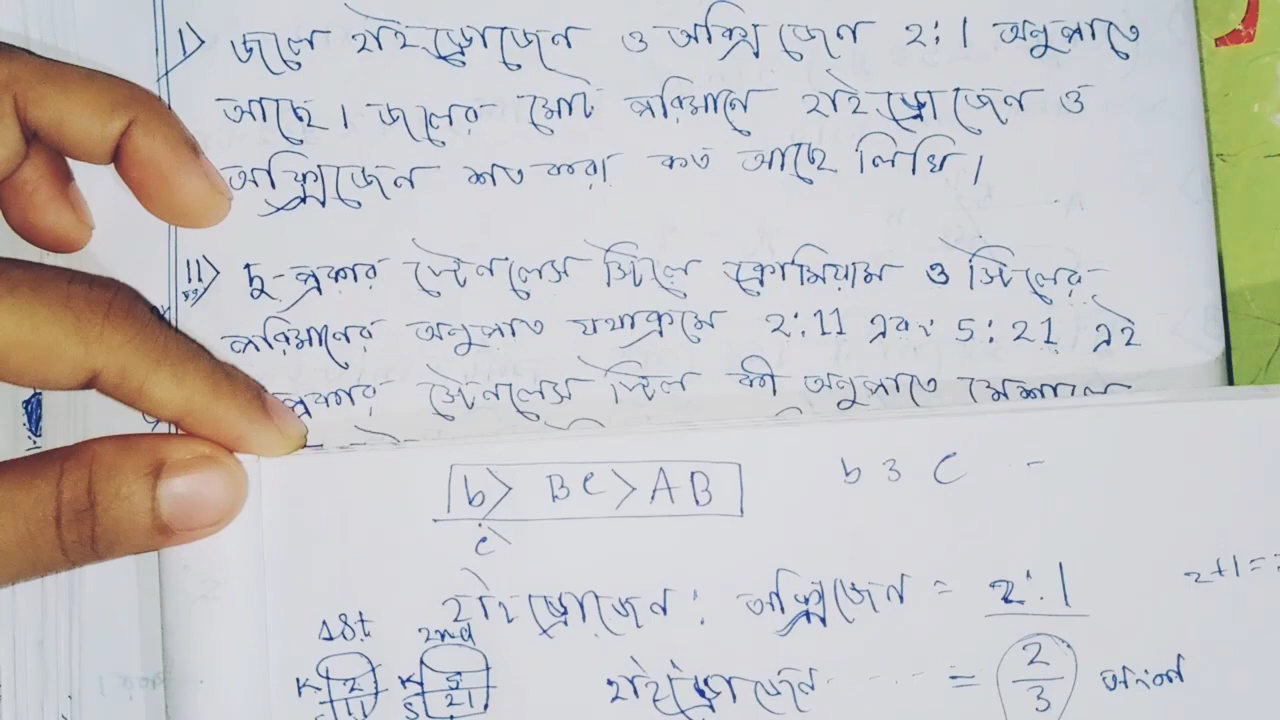 1> জলে হাইড্রোজেন ও অক্সিজেন 2:1 অনুপাতে
আছে। জলের মোট পরিমানে হাইড্রোজেন ও
অক্সিজেন শতকরা কত আছে লিখি।
11> দু-প্রকার স্টেনলেস স্টিলে ক্রোমিয়াম ও স্টিলের
পরিমানের অনুপাত যথাক্রমে 2:11 এবং 5:21 এই
প্রকার স্টেনলেস স্টিল কী অনুপাতে মেশালে
b> BC>AB
b 3 C -
c\
হাইড্রোজেন : অক্সিজেন = 2:1
2+1=
1st 2nd
K 2 K 5
11 S 21
হাইড্রোজেন ..... = 2/3 অংশ